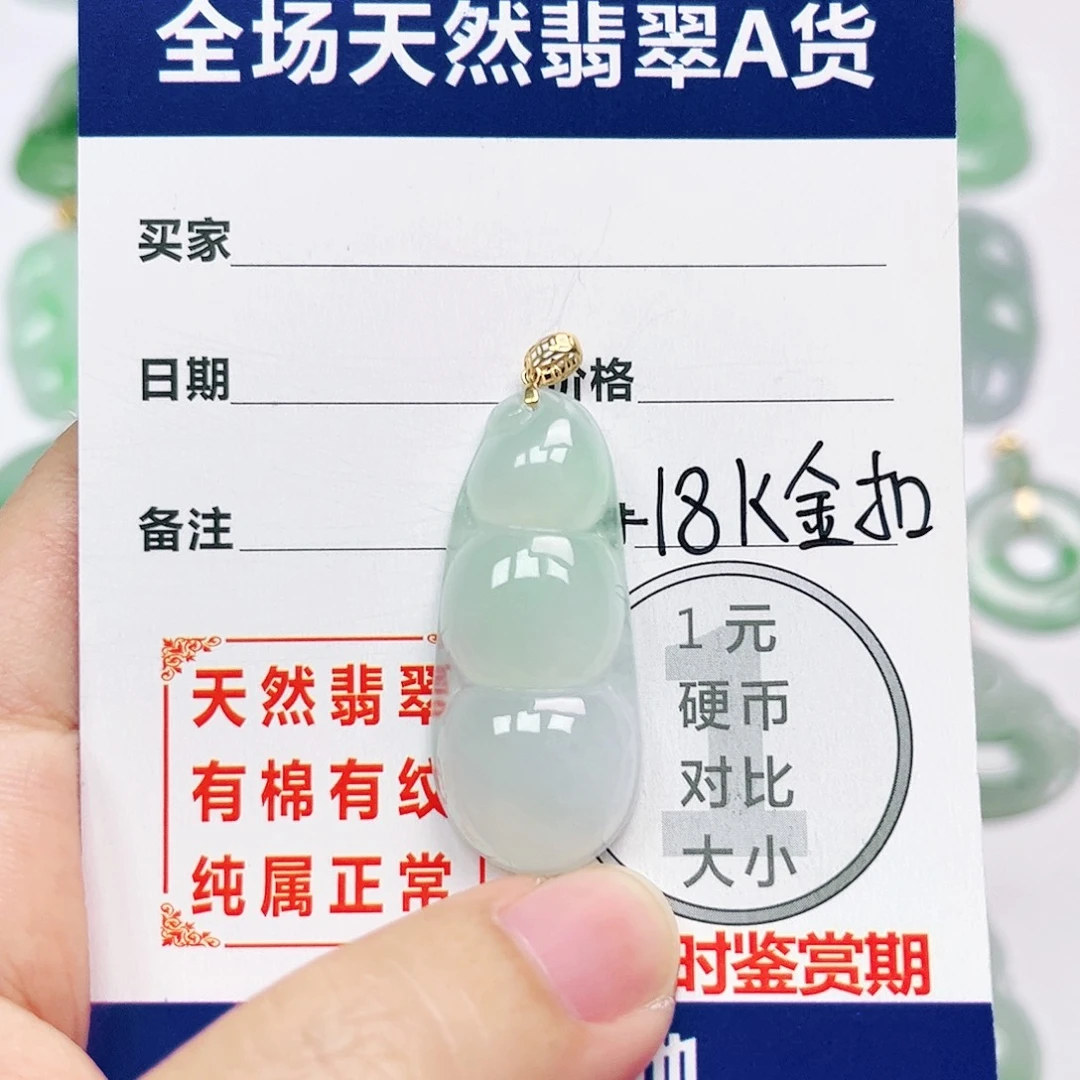 全场天然翡翠A货
买家
日期
价格
备注
+18K金扣
天然翡翠
有棉有纹
纯属正常
1元
硬币
对比
大小
时鉴赏期